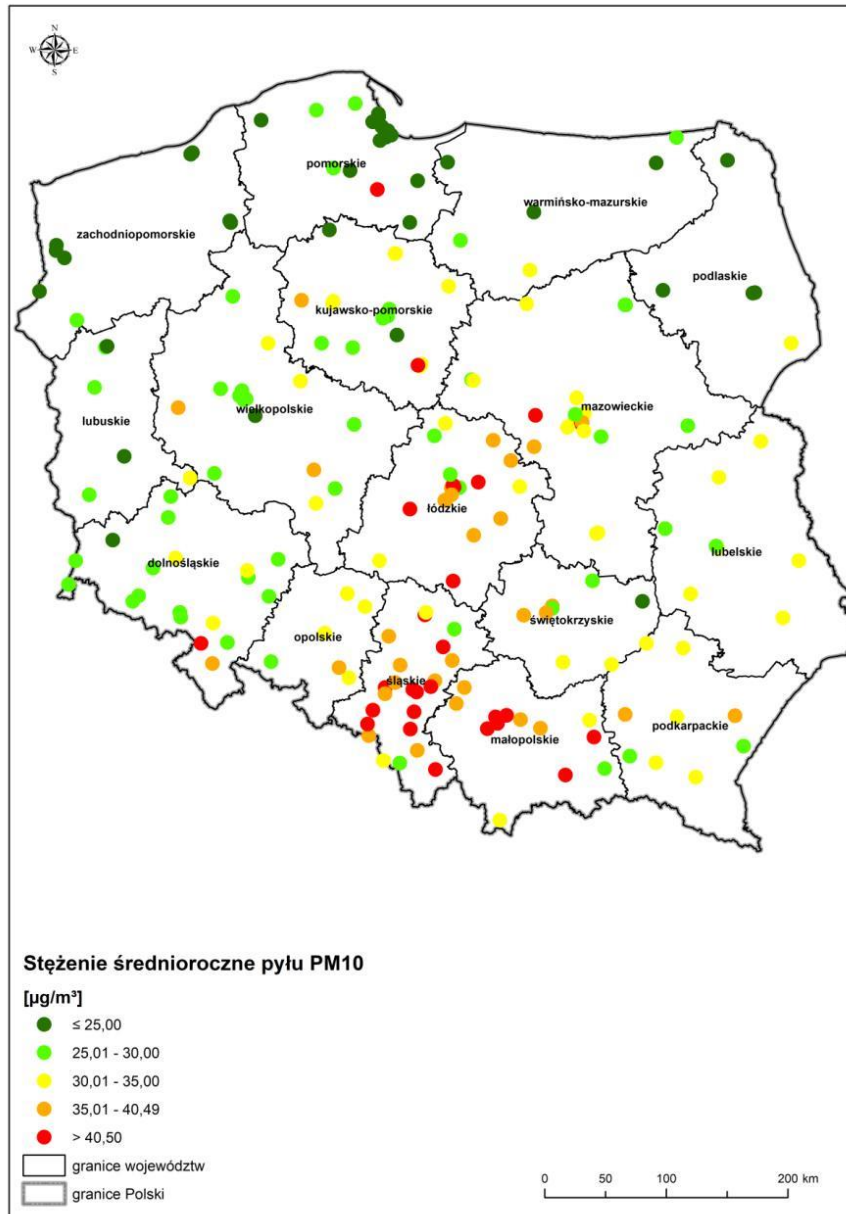 N
W E
S
pomorskie
warmińsko-mazurskie
zachodniopomorskie
podlaskie
kujawsko-pomorskie
mazowieckie
wielkopolskie
lubuskie
łódzkie
lubelskie
dolnośląskie
świętokrzyskie
opolskie
śląskie
podkarpackie
małopolskie
Stężenie średnioroczne pyłu PM10
[µg/m³]
≤ 25,00
25,01 - 30,00
30,01 - 35,00
35,01 - 40,49
> 40,50
granice województw
granice Polski
0 50 100 200 km